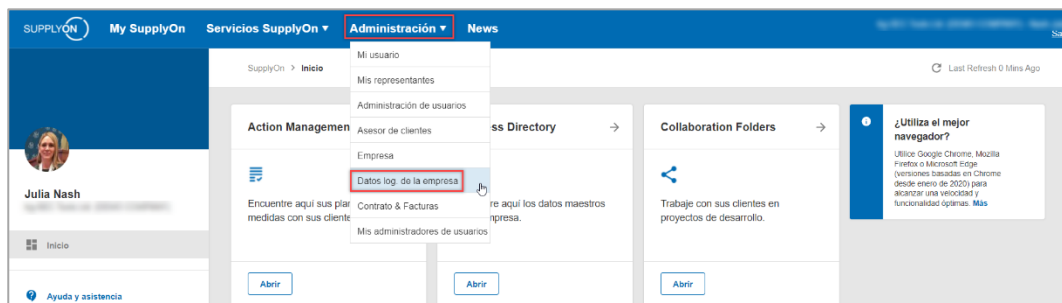 SUPPLYON My SupplyOn Servicios SupplyOn ▾ Administración ▾ News
Mi usuario
Mis representantes
Administración de usuarios
Asesor de clientes
Empresa
Datos log. de la empresa
Contrato & Facturas
Mis administradores de usuarios
SupplyOn > Inicio
Last Refresh 0 Mins Ago
Julia Nash
Inicio
Ayuda y asistencia
Action Managemen
Encuentre aquí sus plan
medidas con sus cliente
Abrir
ss Directory →
re aquí los datos maestros
mpresa.
Abrir
Collaboration Folders →
Trabaje con sus clientes en
proyectos de desarrollo.
Abrir
¿Utiliza el mejor
navegador?
Utilice Google Chrome, Mozilla
Firefox o Microsoft Edge
(versiones basadas en Chrome
desde enero de 2020) para
alcanzar una velocidad y
funcionalidad óptimas. Más